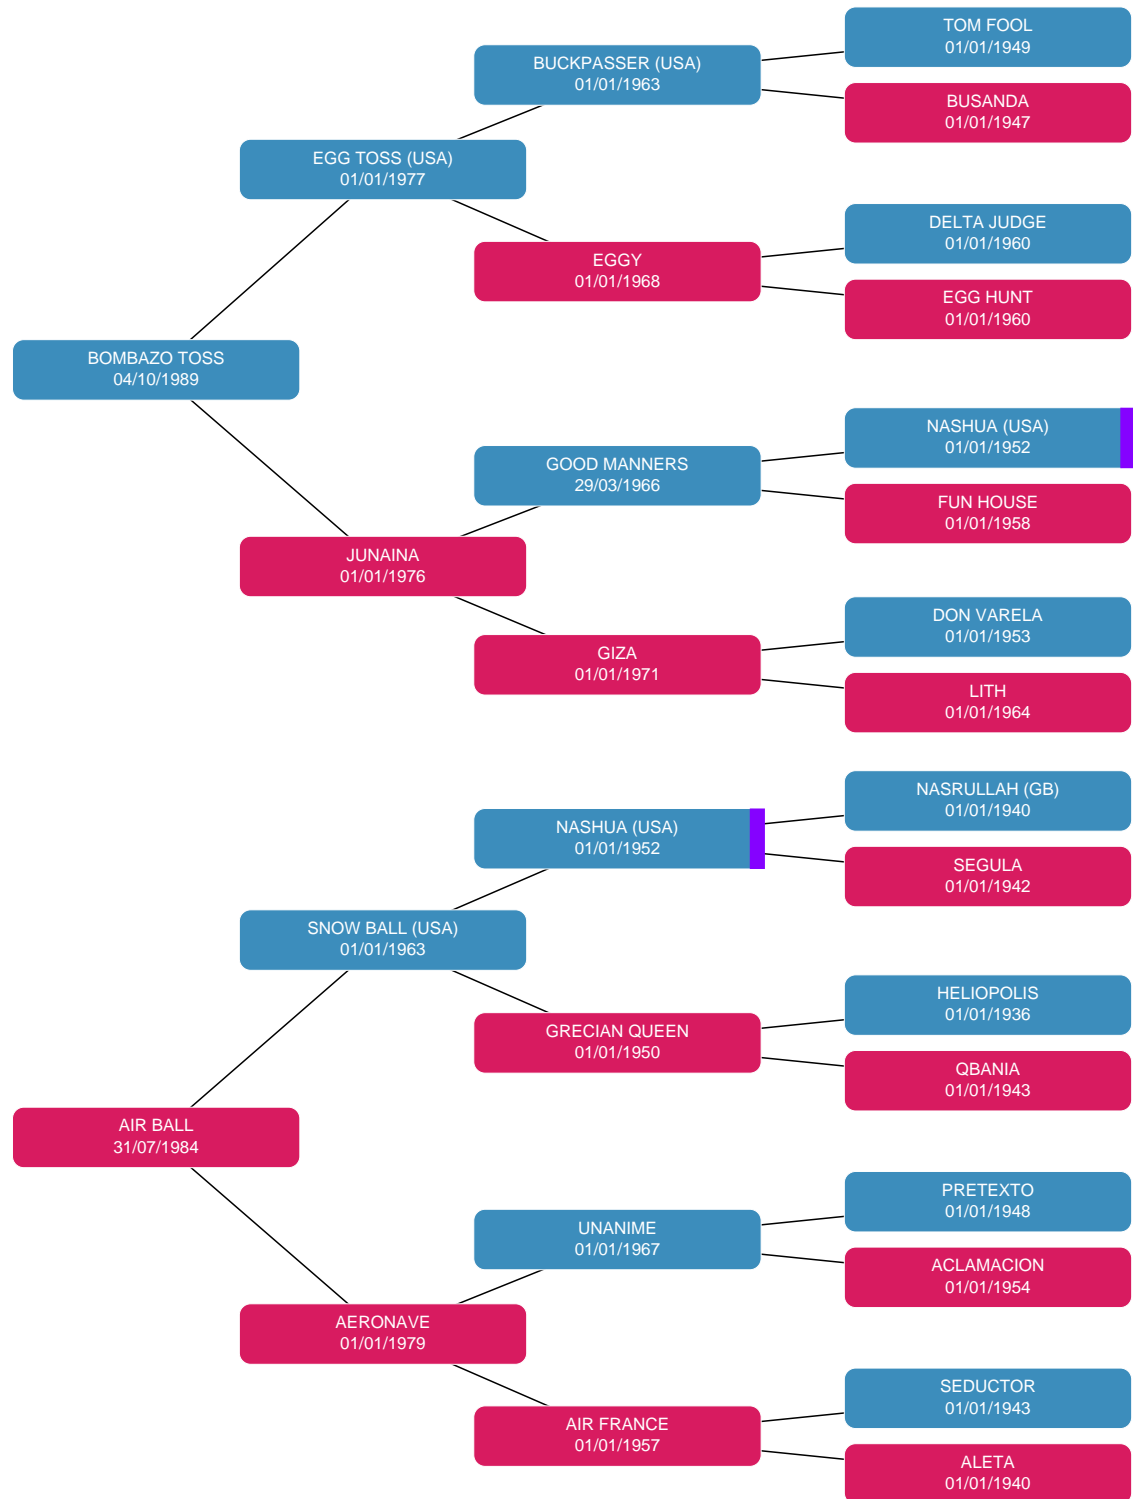 TOM FOOL
01/01/1949
BUCKPASSER (USA)
01/01/1963
BUSANDA
01/01/1947
EGG TOSS (USA)
01/01/1977
DELTA JUDGE
01/01/1960
EGGY
01/01/1968
EGG HUNT
01/01/1960
BOMBAZO TOSS
04/10/1989
NASHUA (USA)
01/01/1952
GOOD MANNERS
29/03/1966
FUN HOUSE
01/01/1958
JUNAINA
01/01/1976
DON VARELA
01/01/1953
GIZA
01/01/1971
LITH
01/01/1964
NASRULLAH (GB)
01/01/1940
NASHUA (USA)
01/01/1952
SEGULA
01/01/1942
SNOW BALL (USA)
01/01/1963
HELIOPOLIS
01/01/1936
GRECIAN QUEEN
01/01/1950
QBANIA
01/01/1943
AIR BALL
31/07/1984
PRETEXTO
01/01/1948
UNANIME
01/01/1967
ACLAMACION
01/01/1954
AERONAVE
01/01/1979
SEDUCTOR
01/01/1943
AIR FRANCE
01/01/1957
ALETA
01/01/1940